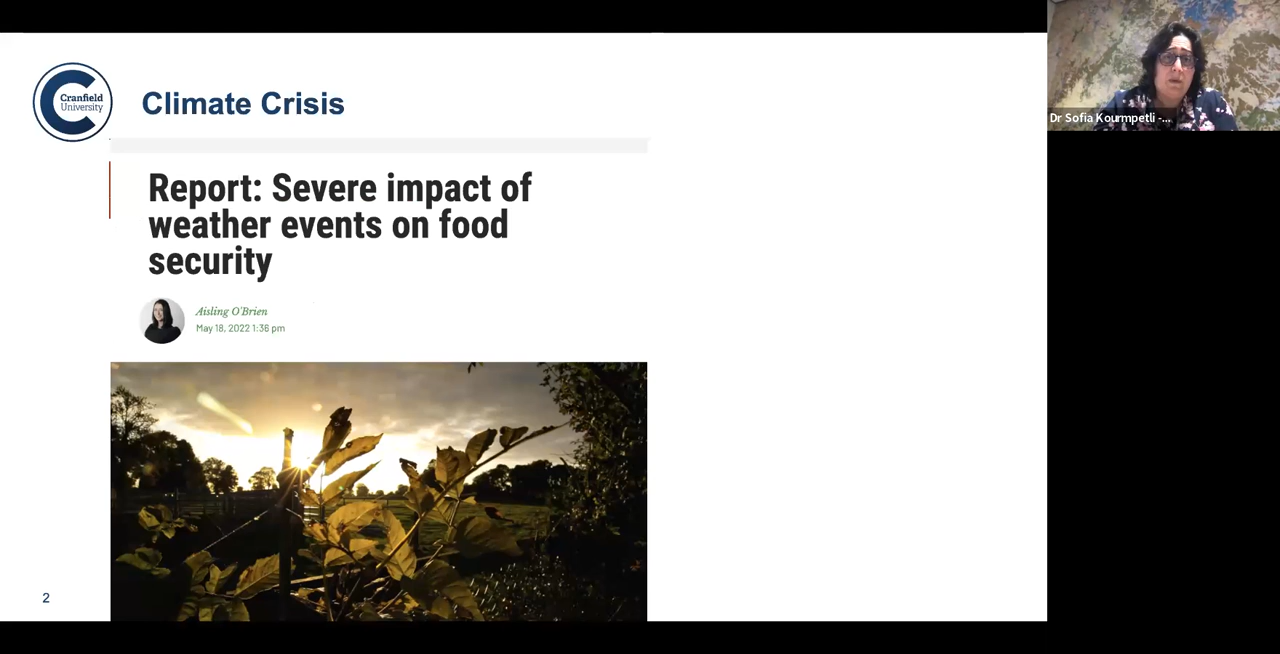 Cranfield
University
Climate Crisis
Report: Severe impact of
weather events on food
security
Aisling O'Brien
May 18, 2022 1:36 pm
2
Dr Sofia Kourmpetli -...